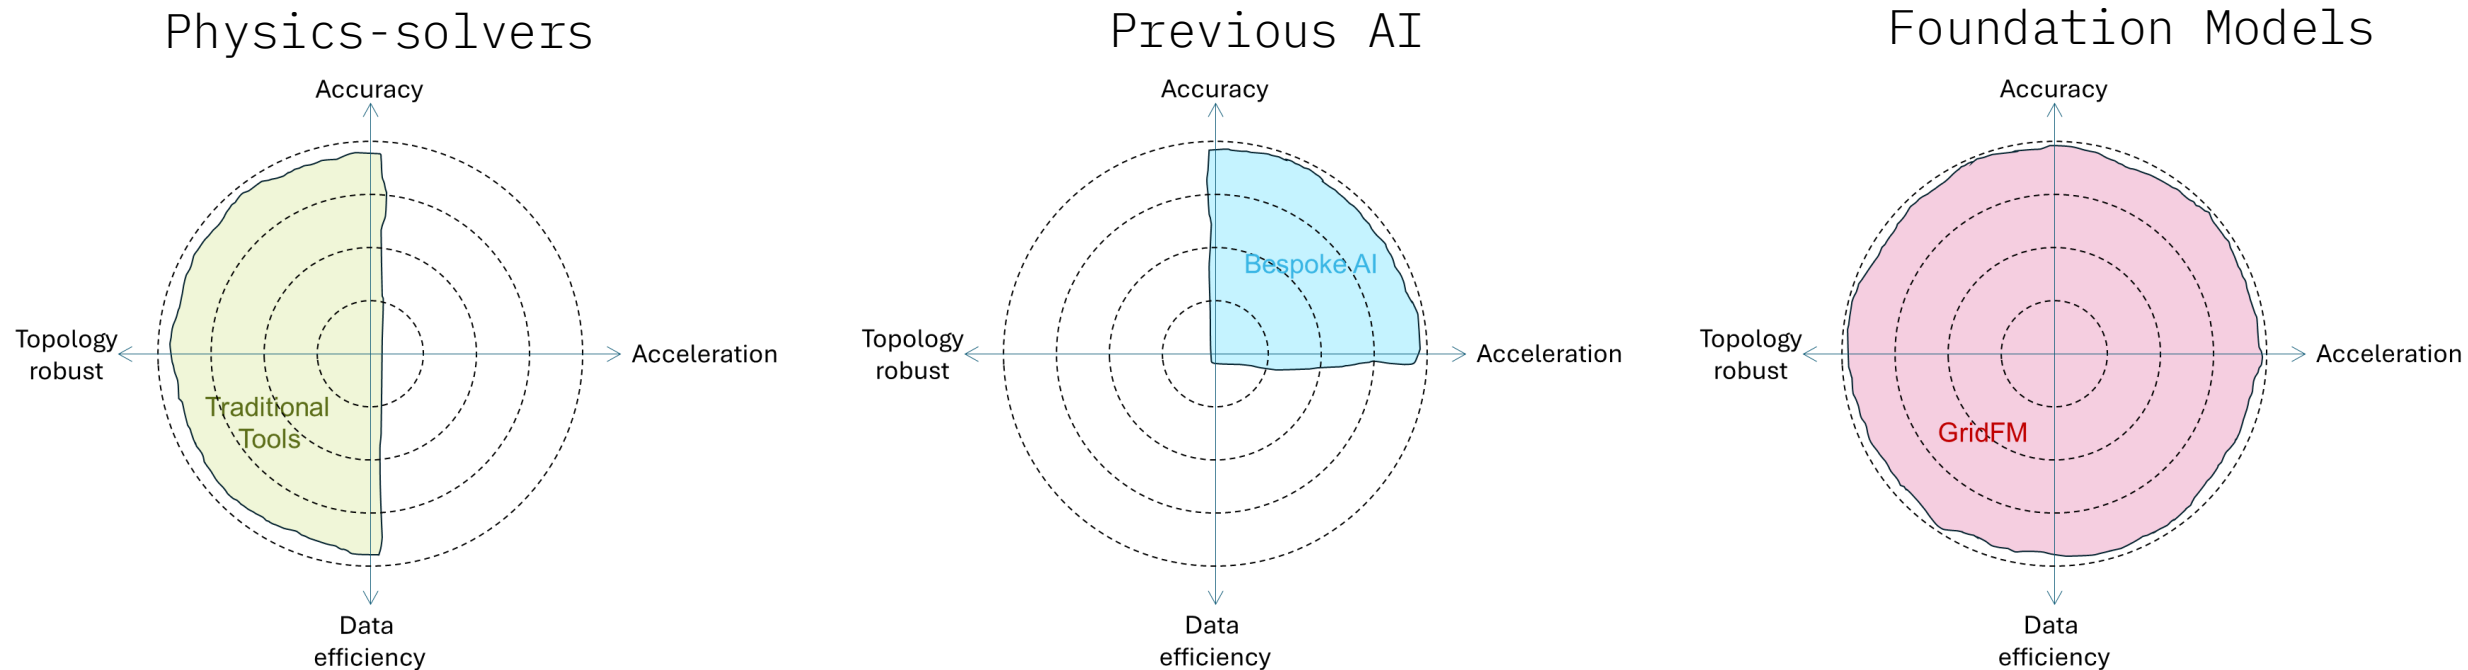 Physics-solvers
Accuracy
Topology
robust
Acceleration
Traditional
Tools
Data
efficiency
Previous AI
Accuracy
Bespoke AI
Topology
robust
Acceleration
Data
efficiency
Foundation Models
Accuracy
Topology
robust
Acceleration
GridFM
Data
efficiency